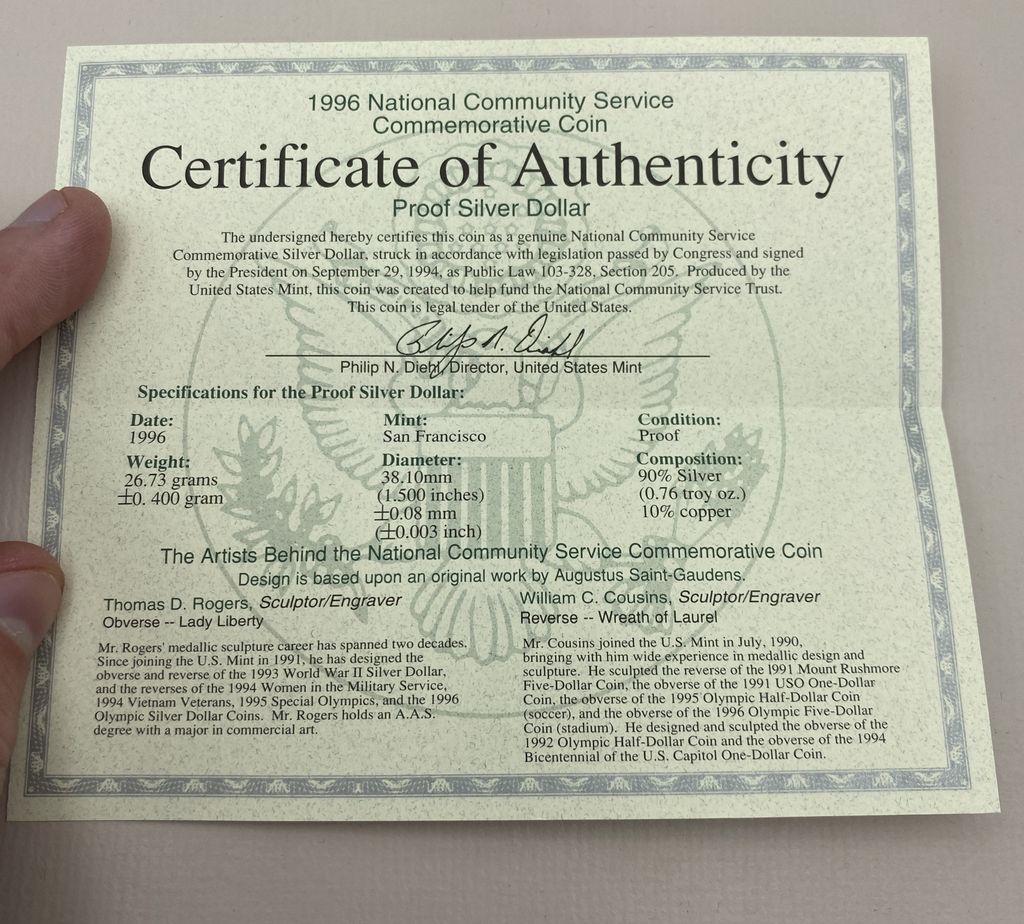 1996 National Community Service
Commemorative Coin
Certificate of Authenticity
Proof Silver Dollar
The undersigned hereby certifies this coin as a genuine National Community Service
Commemorative Silver Dollar, struck in accordance with legislation passed by Congress and signed
by the President on September 29, 1994, as Public Law 103-328, Section 205. Produced by the
United States Mint, this coin was created to help fund the National Community Service Trust.
This coin is legal tender of the United States.
Philip N. Diehl
Philip N. Diehl, Director, United States Mint
Specifications for the Proof Silver Dollar:
Date:
1996
Mint:
San Francisco
Condition:
Proof
Weight:
26.73 grams
±0. 400 gram
Diameter:
38.10mm
(1.500 inches)
±0.08 mm
(±0.003 inch)
Composition:
90% Silver
(0.76 troy oz.)
10% copper
The Artists Behind the National Community Service Commemorative Coin
Design is based upon an original work by Augustus Saint-Gaudens.
Thomas D. Rogers, Sculptor/Engraver
Obverse -- Lady Liberty
Mr. Rogers' medallic sculpture career has spanned two decades.
Since joining the U.S. Mint in 1991, he has designed the
obverse and reverse of the 1993 World War II Silver Dollar,
and the reverses of the 1994 Women in the Military Service,
1994 Vietnam Veterans, 1995 Special Olympics, and the 1996
Olympic Silver Dollar Coins. Mr. Rogers holds an A.A.S.
degree with a major in commercial art.
William C. Cousins, Sculptor/Engraver
Reverse -- Wreath of Laurel
Mr. Cousins joined the U.S. Mint in July, 1990,
bringing with him wide experience in medallic design and
sculpture. He sculpted the reverse of the 1991 Mount Rushmore
Five-Dollar Coin, the obverse of the 1991 USO One-Dollar
Coin, the obverse of the 1995 Olympic Half-Dollar Coin
(soccer), and the obverse of the 1996 Olympic Five-Dollar
Coin (stadium). He designed and sculpted the obverse of the
1992 Olympic Half-Dollar Coin and the obverse of the 1994
Bicentennial of the U.S. Capitol One-Dollar Coin.